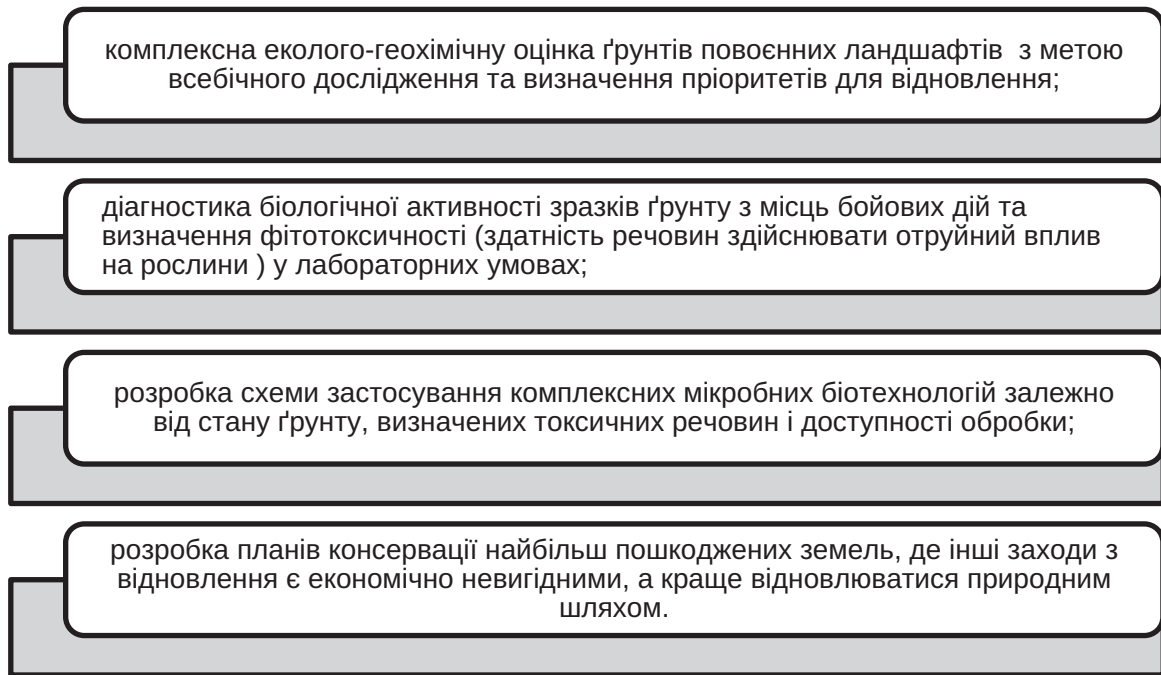 комплексна еколого-геохімічну оцінка ґрунтів повоєнних ландшафтів з метою
всебічного дослідження та визначення пріоритетів для відновлення;
діагностика біологічної активності зразків ґрунту з місць бойових дій та
визначення фітотоксичності (здатність речовин здійснювати отруйний вплив
на рослини ) у лабораторних умовах;
розробка схеми застосування комплексних мікробних біотехнологій залежно
від стану ґрунту, визначених токсичних речовин і доступності обробки;
розробка планів консервації найбільш пошкоджених земель, де інші заходи з
відновлення є економічно невигідними, а краще відновлюватися природним
шляхом.